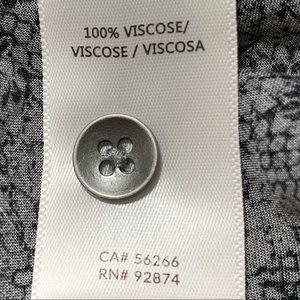 100% VISCOSE/
VISCOSE / VISCOSA
CA# 56266
RN# 92874